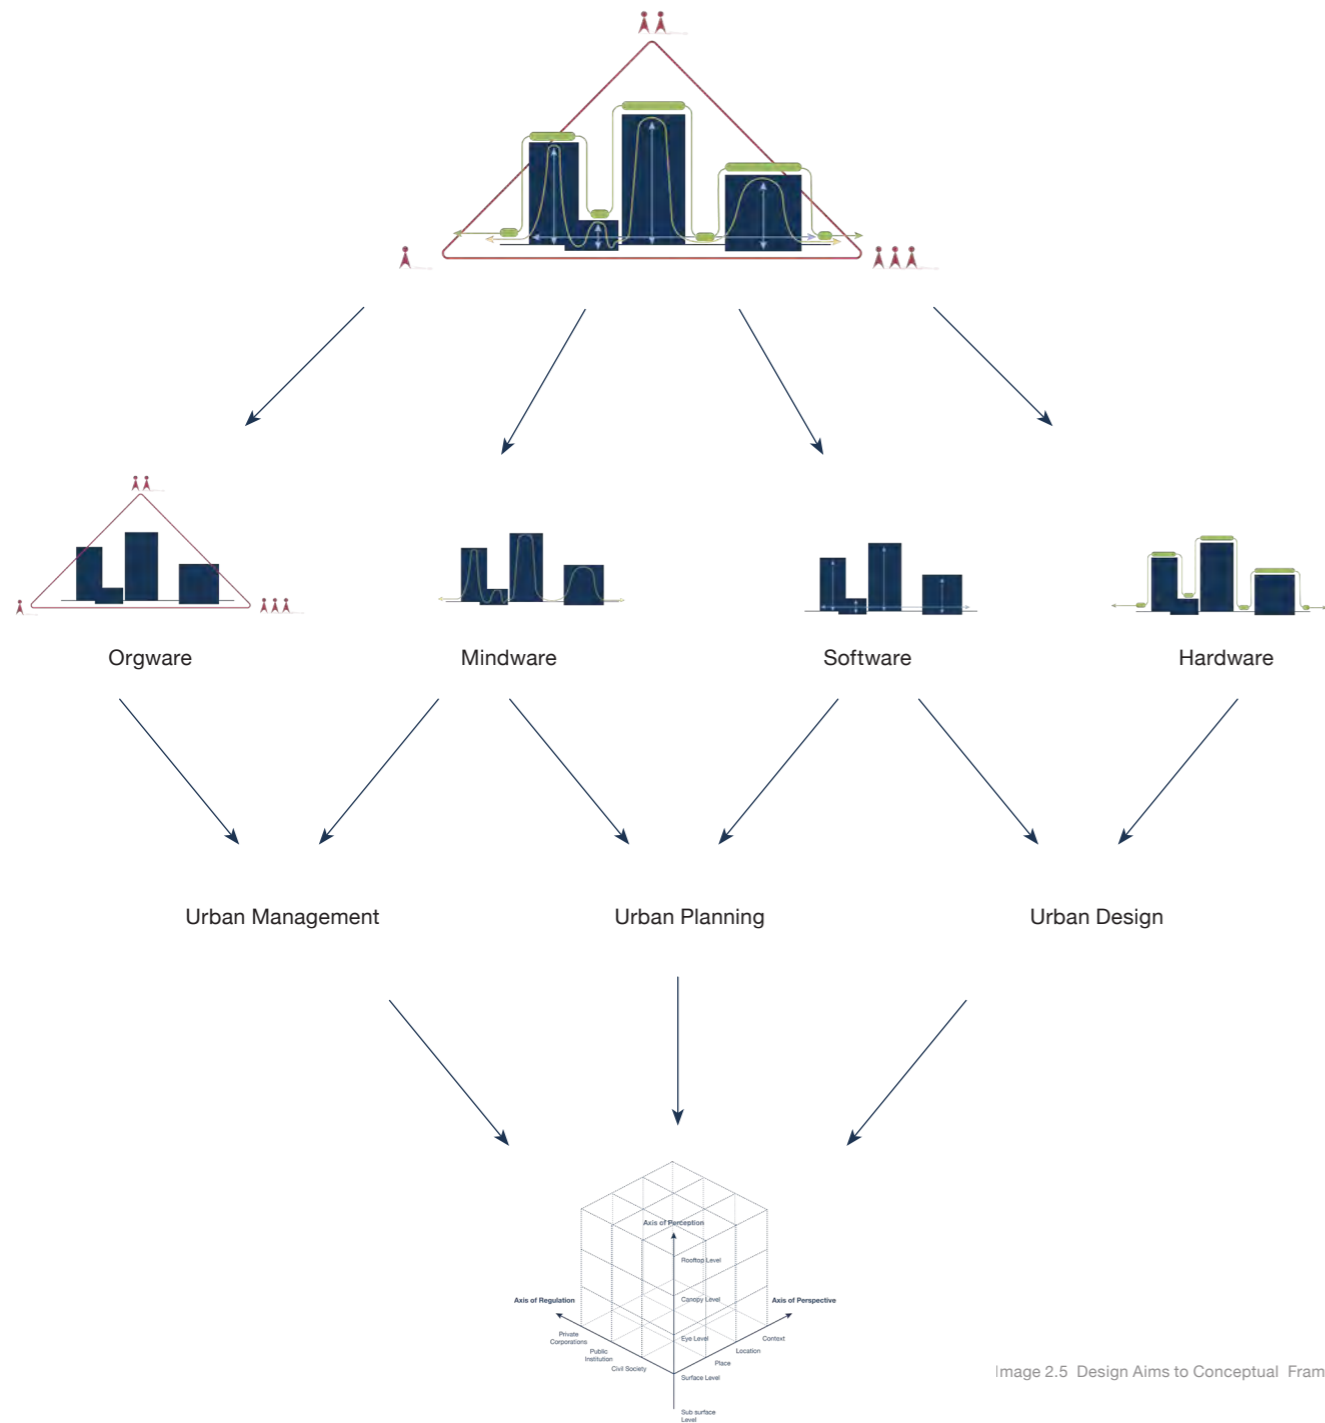 Orgware
Mindware
Software
Hardware
Urban Management
Urban Planning
Urban Design
Axis of Perception
Rooftop Level
Canopy Level
Axis of Regulation
Axis of Perspective
Eye Level
Private
Corporations
Public
Institution
Civil Society
Context
Location
Place
Surface Level
Sub surface
Level
Image 2.5 Design Aims to Conceptual Fram